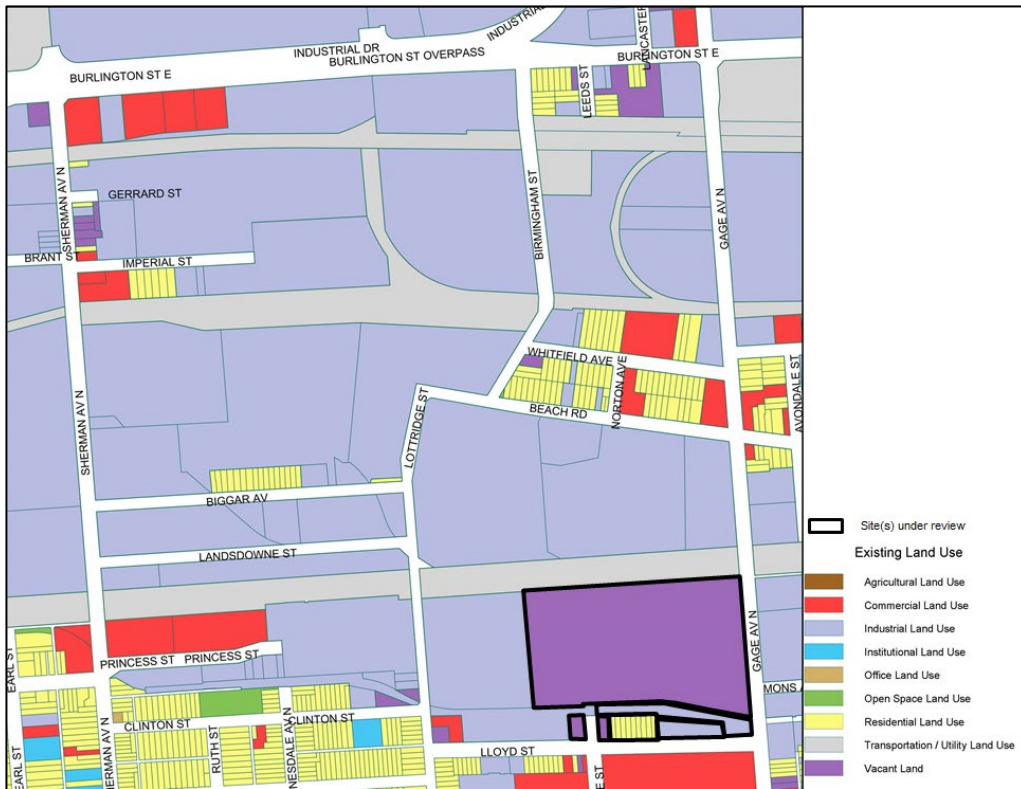 INDUSTRIAL
INDUSTRIAL DR
BURLINGTON ST OVERPASS
BURLINGTON ST E
LANCASTER
BURLINGTON ST E
LEEDS ST
SHERMAN AV N
GERRARD ST
BIRMINGHAM ST
GAGE AV N
BRANT ST
IMPERIAL ST
WHITFIELD AVE
NORTON AVE
AVONDALE ST
BEACH RD
SHERMAN AV N
LOTTRIDGE ST
BIGGAR AV
LANDSDOWNE ST
Site(s) under review
Existing Land Use
Agricultural Land Use
Commercial Land Use
Industrial Land Use
Institutional Land Use
Office Land Use
Open Space Land Use
Residential Land Use
Transportation / Utility Land Use
Vacant Land
GAGE AV N
EARL ST
PRINCESS ST
PRINCESS ST
MONS A
CLINTON ST
CLINTON ST
EARL ST
HERMAN AV N
RUTH ST
NESDALE AV N
LLOYD ST
E ST